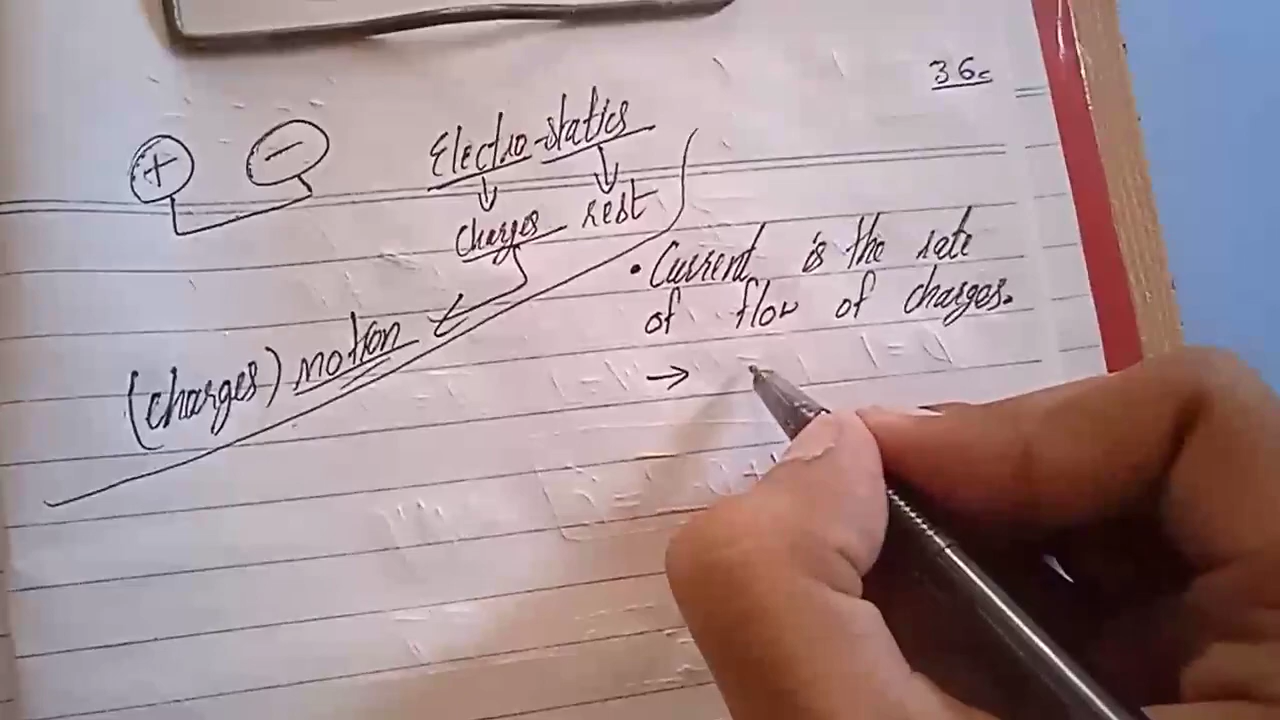 36c
+ -
Electro-statics
charges rest
(charges) motion
• Current is the rate
of flow of charges.
→